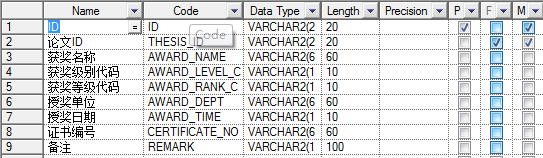 Name Code Data Type Length Precision P F M
1 ID = ID VARCHAR2(2 20
2 论文ID THESIS_ID VARCHAR2(2 20
Code
3 获奖名称 AWARD_NAME VARCHAR2(6 60
4 获奖级别代码 AWARD_LEVEL_C VARCHAR2(1 10
5 获奖等级代码 AWARD_RANK_C VARCHAR2(1 10
6 授奖单位 AWARD_DEPT VARCHAR2(6 60
7 授奖日期 AWARD_TIME VARCHAR2(1 10
8 证书编号 CERTIFICATE_NO VARCHAR2(6 60
9 备注 REMARK VARCHAR2(1 100